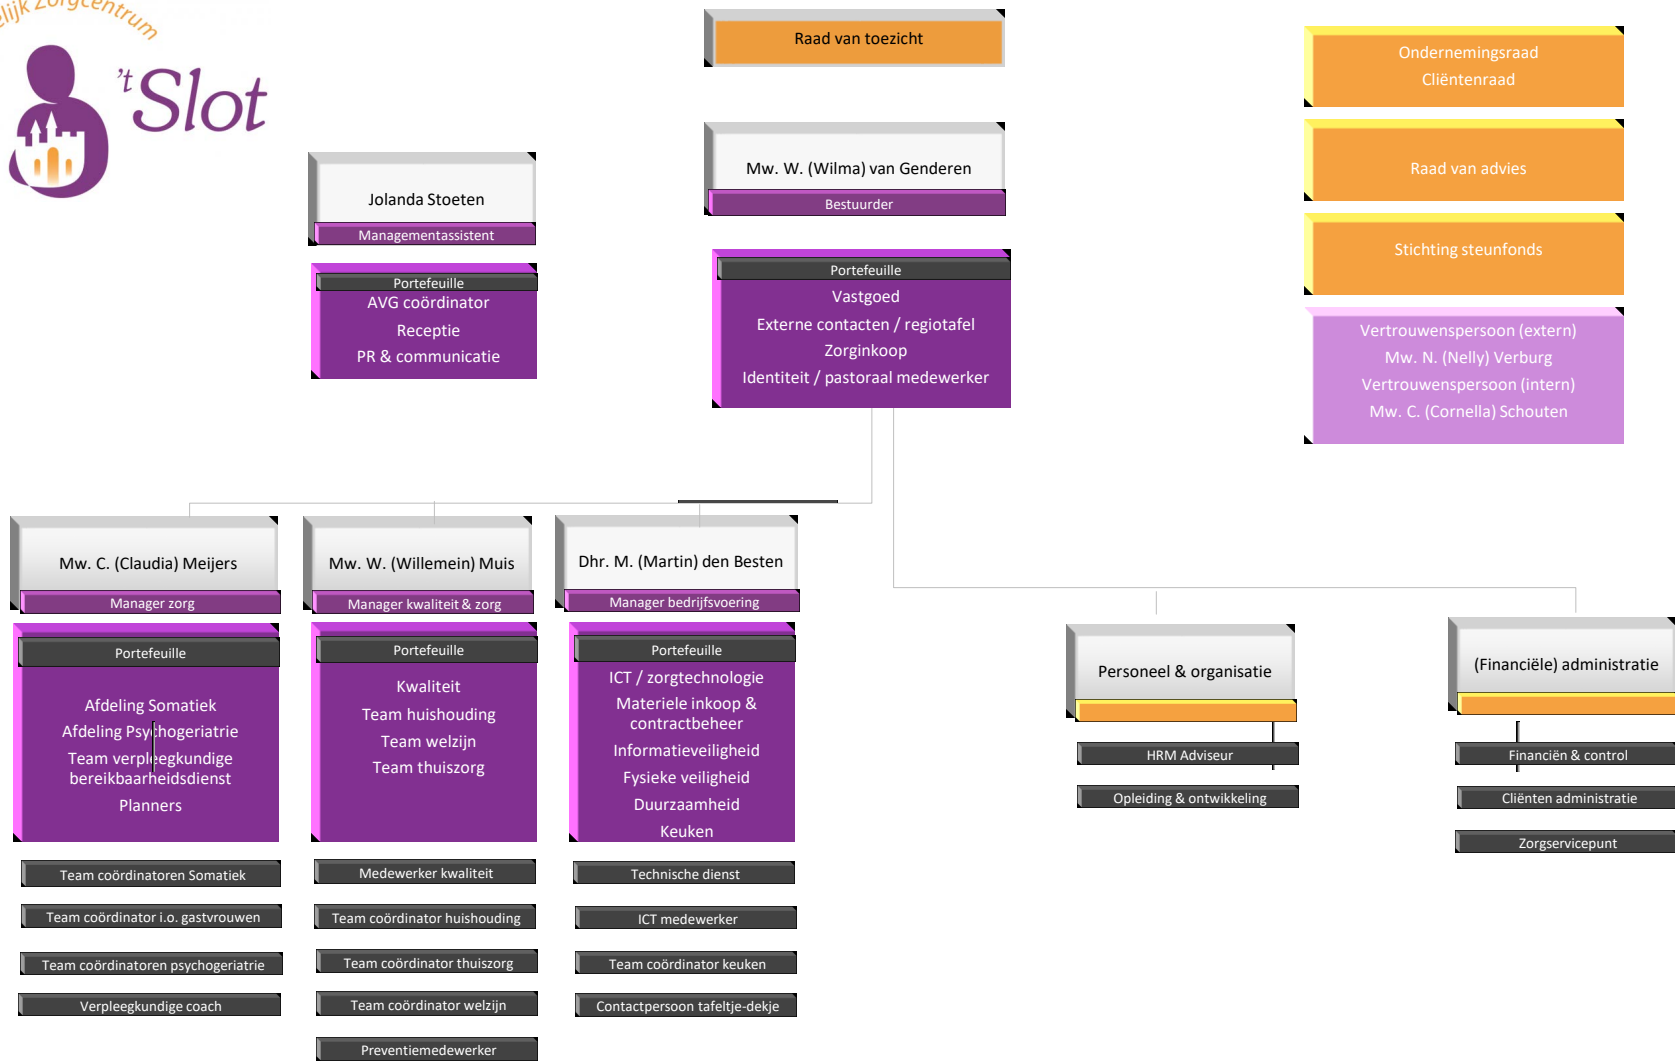 Zorgcentrum
't Slot
Raad van toezicht
Ondernemingsraad
Cliëntenraad
Raad van advies
Stichting steunfonds
Vertrouwenspersoon (extern)
Mw. N. (Nelly) Verburg
Vertrouwenspersoon (intern)
Mw. C. (Cornella) Schouten
Mw. W. (Wilma) van Genderen
Bestuurder
Portefeuille
Vastgoed
Externe contacten / regiotafel
Zorginkoop
Identiteit / pastoraal medewerker
Jolanda Stoeten
Managementassistent
Portefeuille
AVG coördinator
Receptie
PR & communicatie
Mw. C. (Claudia) Meijers
Manager zorg
Portefeuille
Afdeling Somatiek
Afdeling Psychogeriatrie
Team verpleegkundige
bereikbaarheidsdienst
Planners
Team coördinatoren Somatiek
Team coördinator i.o. gastvrouwen
Team coördinatoren psychogeriatrie
Verpleegkundige coach
Mw. W. (Willemein) Muis
Manager kwaliteit & zorg
Portefeuille
Kwaliteit
Team huishouding
Team welzijn
Team thuiszorg
Medewerker kwaliteit
Team coördinator huishouding
Team coördinator thuiszorg
Team coördinator welzijn
Preventiemedewerker
Dhr. M. (Martin) den Besten
Manager bedrijfsvoering
Portefeuille
ICT / zorgtechnologie
Materiele inkoop &
contractbeheer
Informatieveiligheid
Fysieke veiligheid
Duurzaamheid
Keuken
Technische dienst
ICT medewerker
Team coördinator keuken
Contactpersoon tafeltje-dekje
Personeel & organisatie
HRM Adviseur
Opleiding & ontwikkeling
(Financiële) administratie
Financiën & control
Cliënten administratie
Zorgservicepunt